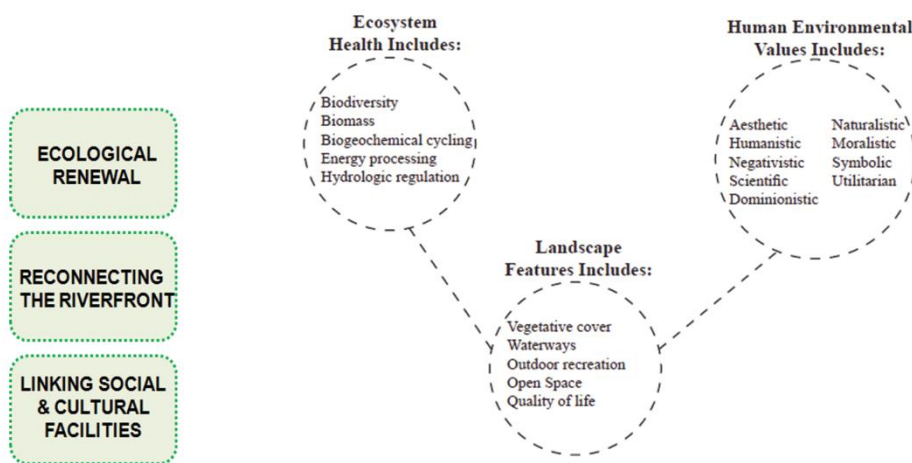 ECOLOGICAL
RENEWAL
RECONNECTING
THE RIVERFRONT
LINKING SOCIAL
& CULTURAL
FACILITIES
Ecosystem
Health Includes:
Biodiversity
Biomass
Biogeochemical cycling
Energy processing
Hydrologic regulation
Landscape
Features Includes:
Vegetative cover
Waterways
Outdoor recreation
Open Space
Quality of life
Human Environmental
Values Includes:
Aesthetic
Humanistic
Negativistic
Scientific
Dominionistic
Naturalistic
Moralistic
Symbolic
Utilitarian